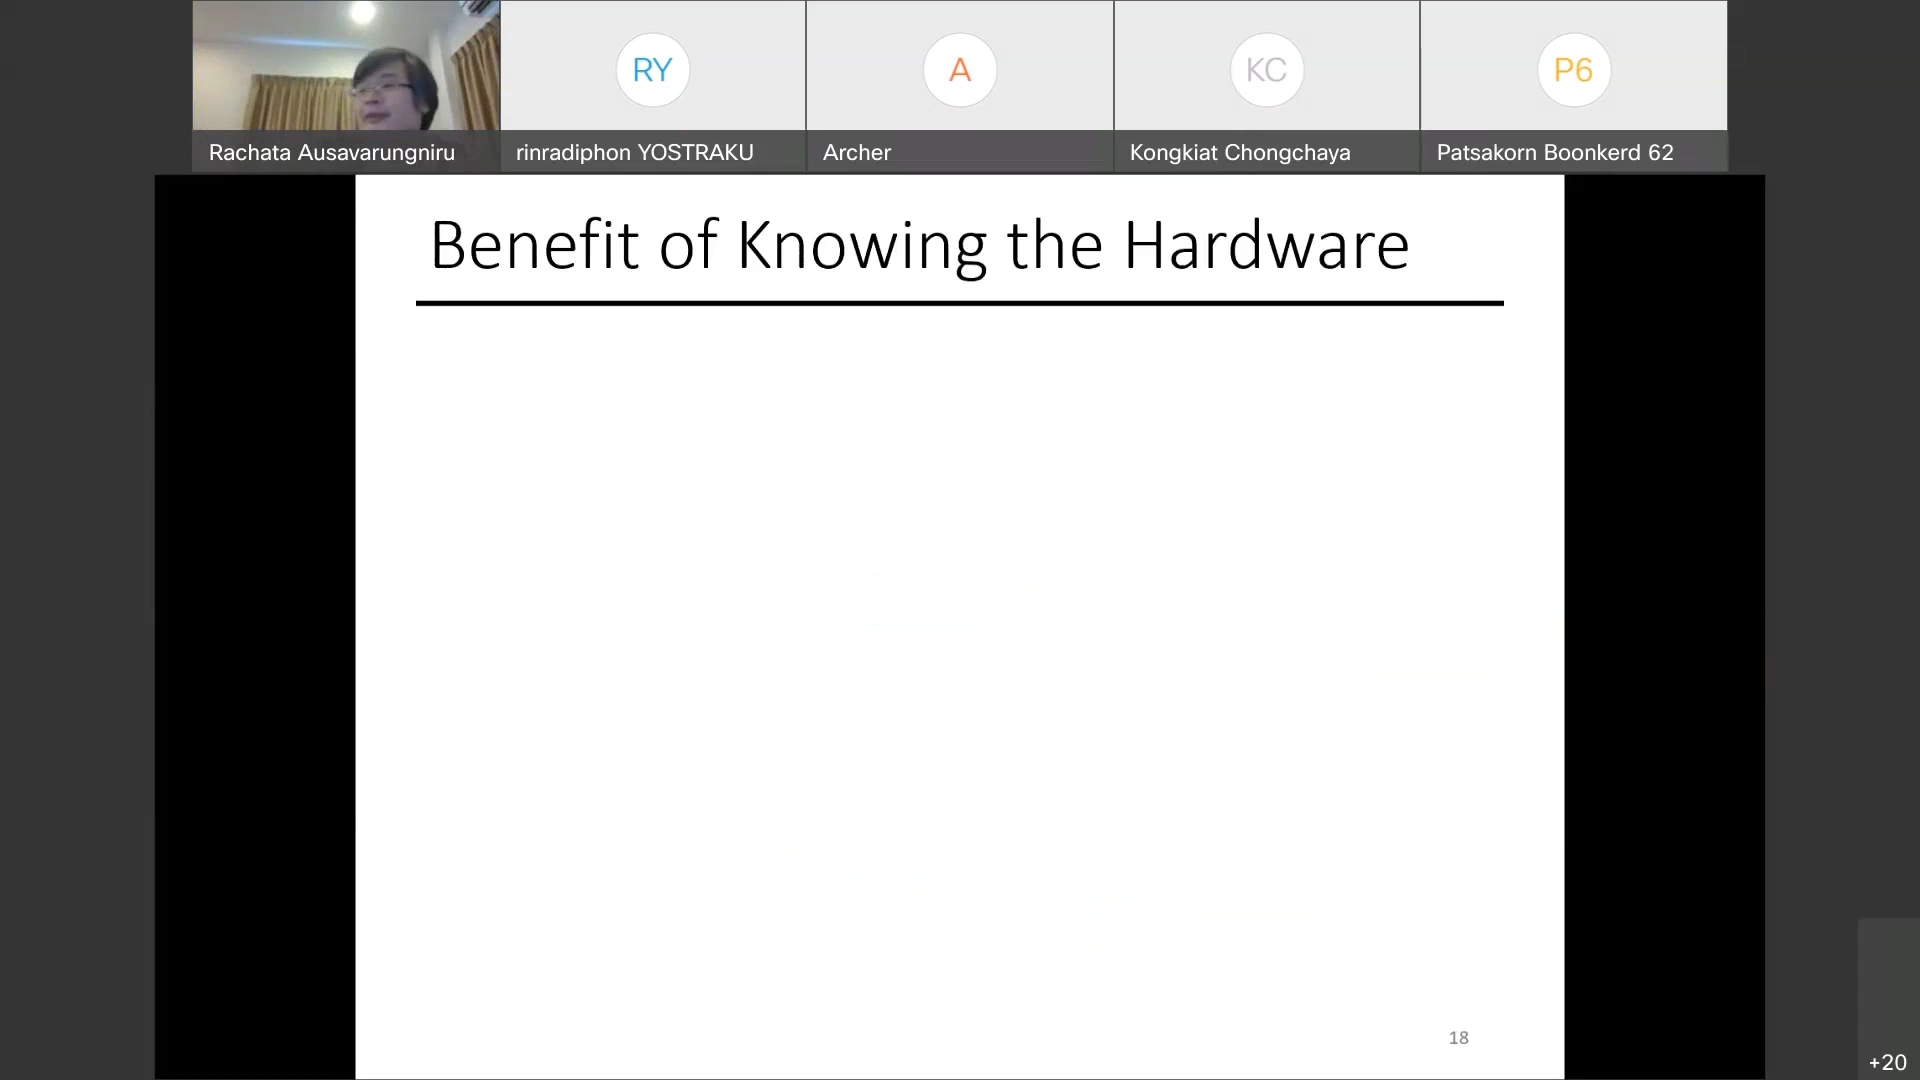 RY
A
KC
P6
Rachata Ausavarungniru
rinradiphon YOSTRAKU
Archer
Kongkiat Chongchaya
Patsakorn Boonkerd 62
Benefit of Knowing the Hardware
18
+20